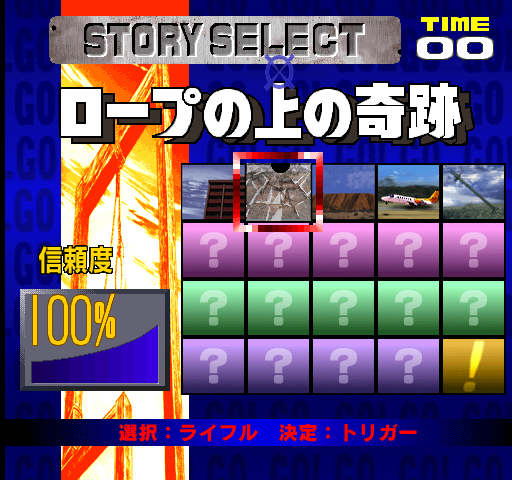 STORY SELECT
TIME
00
ロープの上の奇跡
信頼度
100%
? ? ? ? ?
? ? ? ? ?
? ? ? ? !
選択：ライフル 決定：トリガー